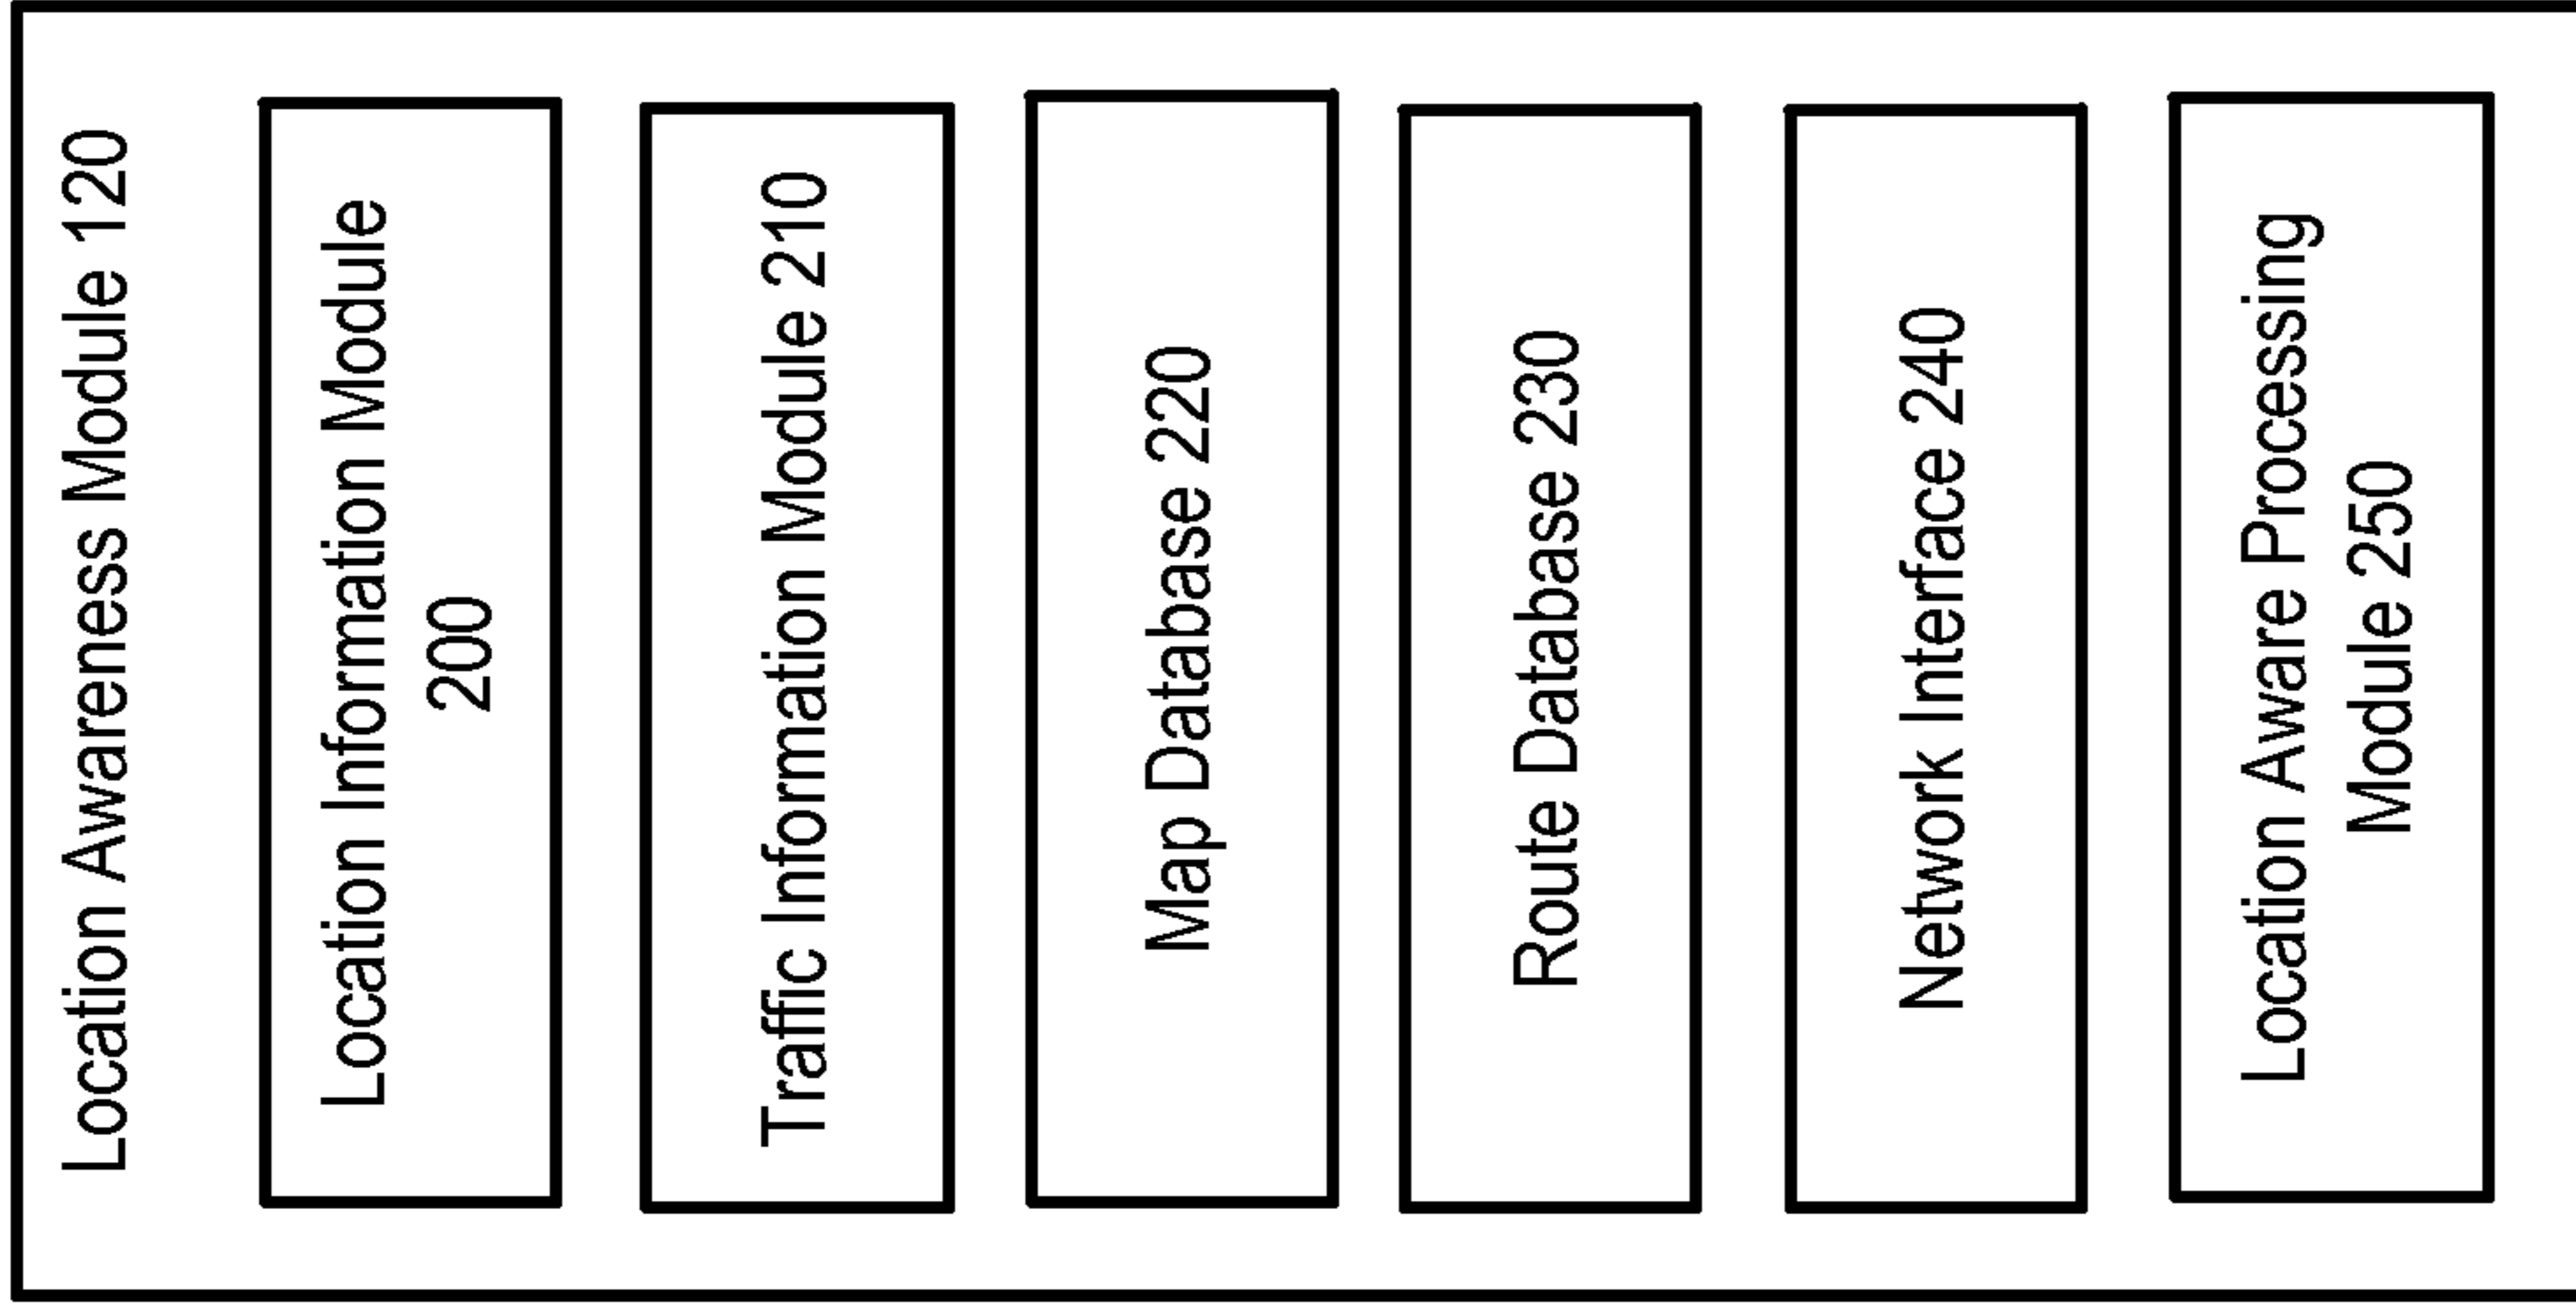 Location Awareness Module 120
Location Information Module
200
Traffic Information Module 210
Map Database 220
Route Database 230
Network Interface 240
Location Aware Processing
Module 250